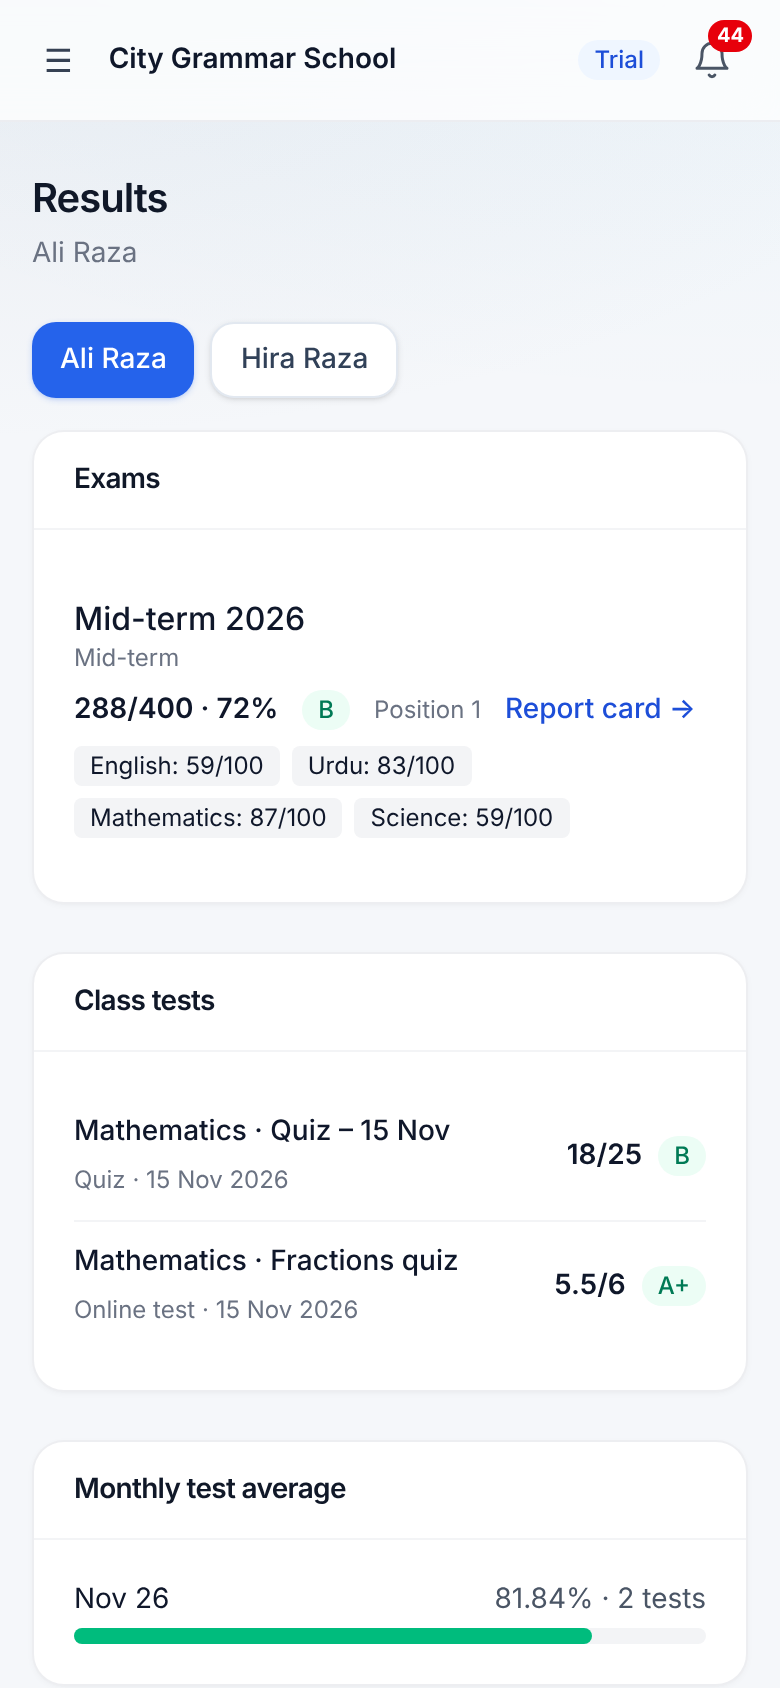 City Grammar School
Trial
44
Results
Ali Raza
Ali Raza
Hira Raza
Exams
Mid-term 2026
Mid-term
288/400 · 72% B Position 1 Report card →
English: 59/100 Urdu: 83/100
Mathematics: 87/100 Science: 59/100
Class tests
Mathematics · Quiz – 15 Nov
Quiz · 15 Nov 2026
18/25 B
Mathematics · Fractions quiz
Online test · 15 Nov 2026
5.5/6 A+
Monthly test average
Nov 26 81.84% · 2 tests